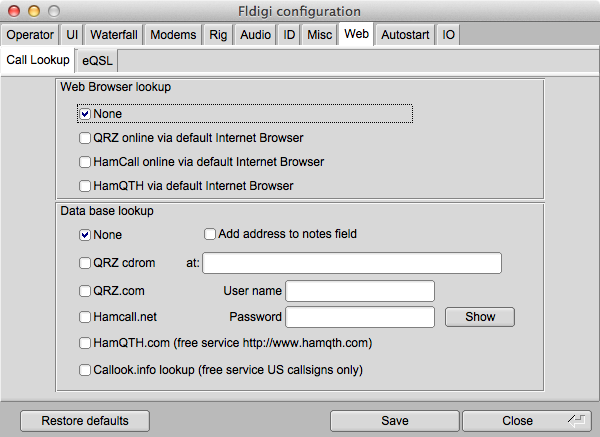 Fldigi configuration
Operator UI Waterfall Modems Rig Audio ID Misc Web Autostart IO
Call Lookup eQSL
Web Browser lookup
None
QRZ online via default Internet Browser
HamCall online via default Internet Browser
HamQTH via default Internet Browser
Data base lookup
None Add address to notes field
QRZ cdrom at:
QRZ.com User name
Hamcall.net Password Show
HamQTH.com (free service http://www.hamqth.com)
Callook.info lookup (free service US callsigns only)
Restore defaults Save Close